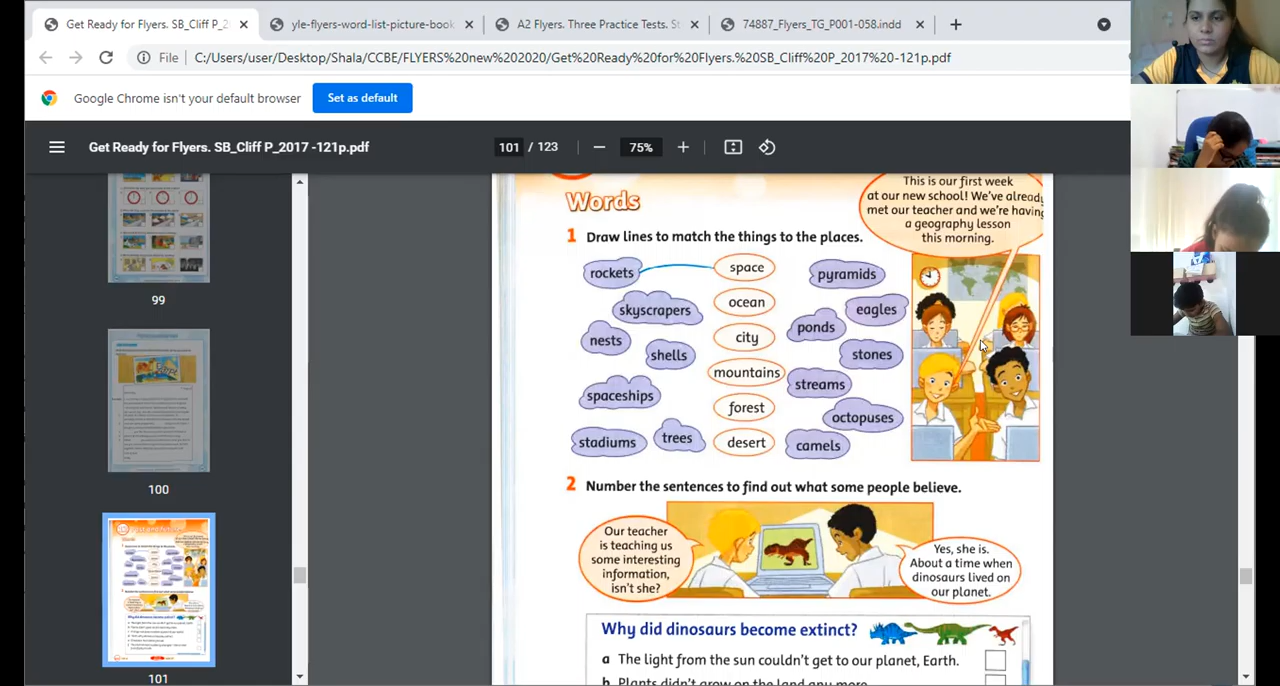 Get Ready for Flyers. SB_Cliff P_2
yle-flyers-word-list-picture-book
A2 Flyers. Three Practice Tests. S
74887_Flyers_TG_P001-058.indd
File
C:/Users/user/Desktop/Shala/CCBE/FLYERS%20new%202020/Get%20Ready%20for%20Flyers.%20SB_Cliff%20P_2017%20-121p.pdf
Google Chrome isn't your default browser
Set as default
Get Ready for Flyers. SB_Cliff P_2017 -121p.pdf
101 / 123
75%
99
100
101
Words
This is our first week
at our new school! We've already
met our teacher and we're having
a geography lesson
this morning.
1 Draw lines to match the things to the places.
rockets
space
pyramids
skyscrapers
ocean
eagles
nests
city
ponds
shells
mountains
stones
spaceships
forest
streams
octopuses
stadiums
trees
desert
camels
2 Number the sentences to find out what some people believe.
Our teacher
is teaching us
some interesting
information,
isn't she?
Yes, she is.
About a time when
dinosaurs lived on
our planet.
Why did dinosaurs become extinct?
a The light from the sun couldn't get to our planet, Earth.
b Plants didn't grow on the land any more.